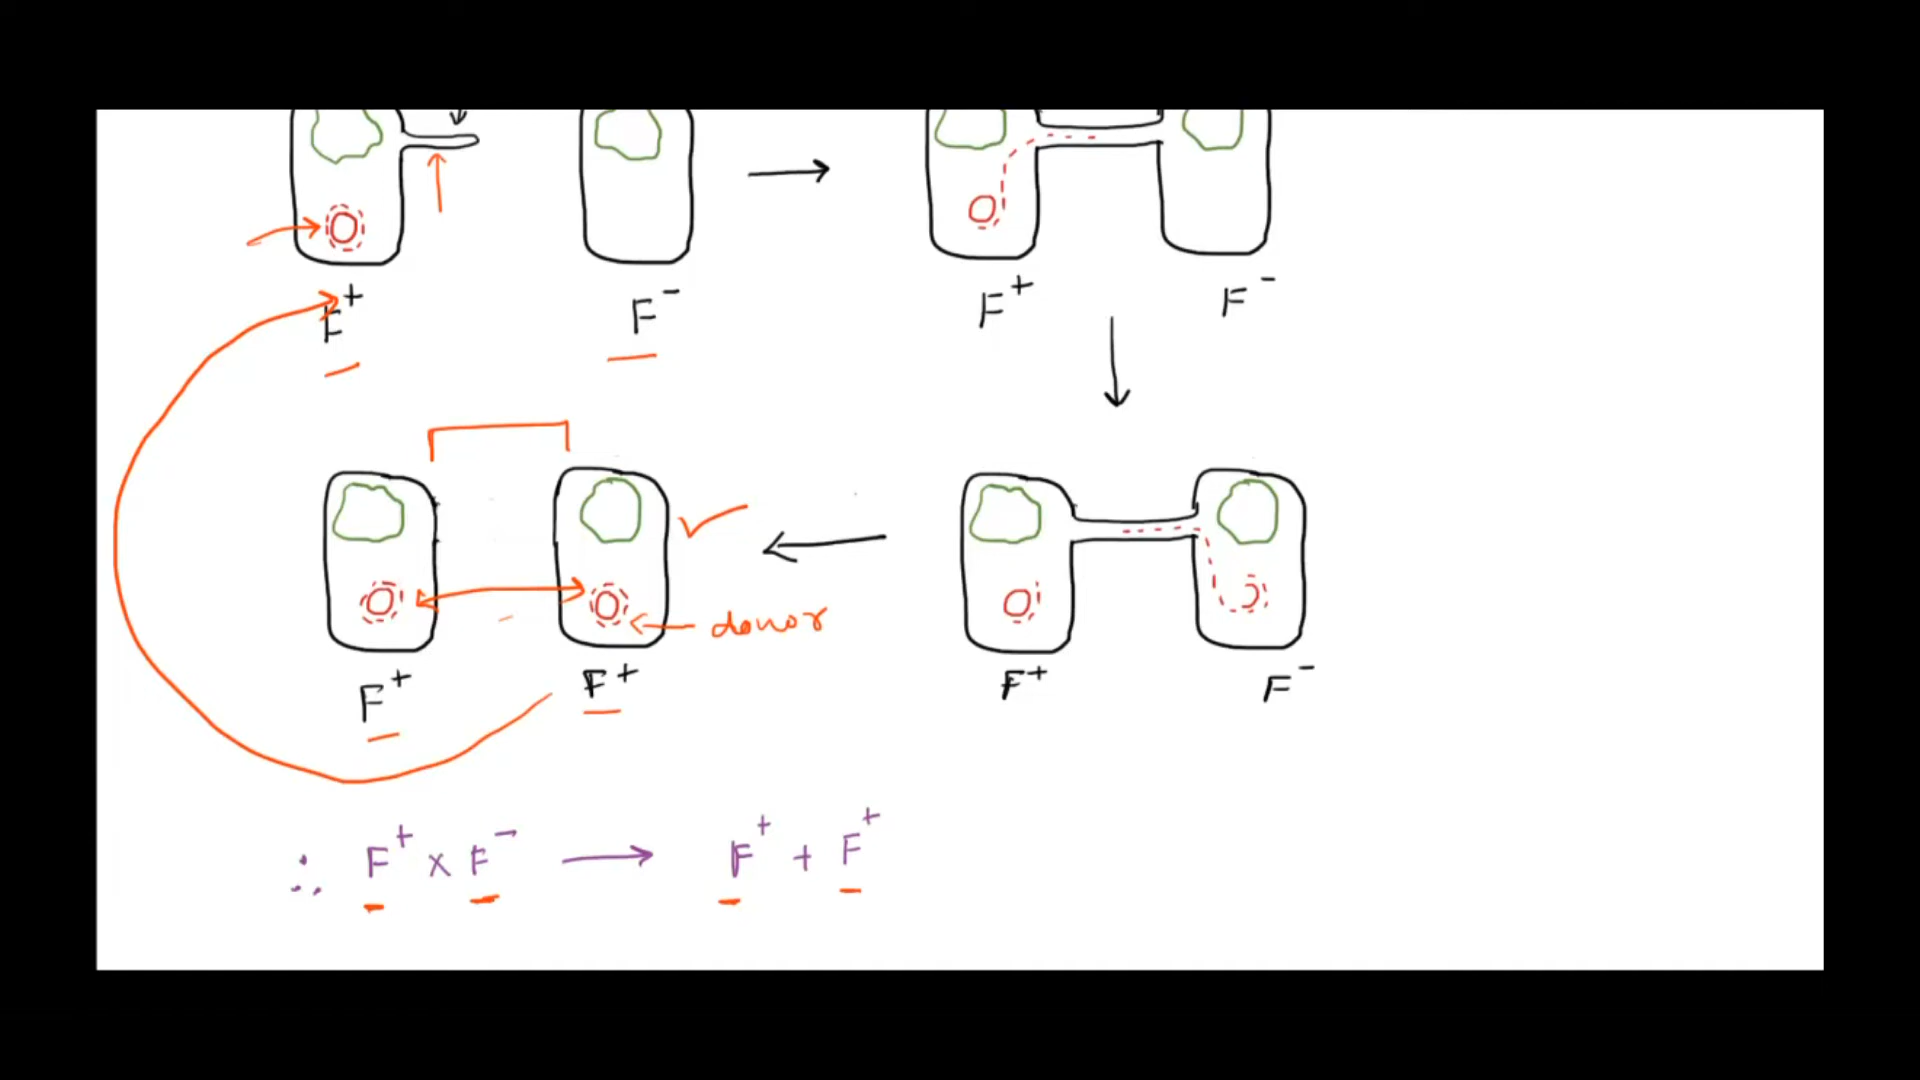 F⁺ F⁻ F⁺ F⁻
donor
F⁺ F⁺ F⁺ F⁻
∴ F⁺ x F⁻ → F⁺ + F⁺